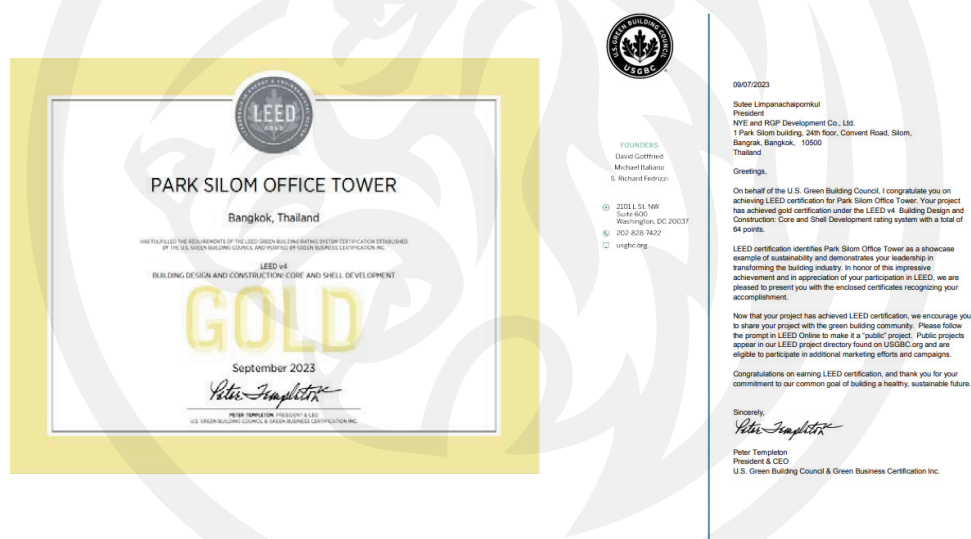 LEADERSHIP IN ENERGY & ENVIRONMENTAL DESIGN
LEED
GOLD
PARK SILOM OFFICE TOWER
Bangkok, Thailand
HAS FULFILLED THE REQUIREMENTS OF THE LEED GREEN BUILDING RATING SYSTEM CERTIFICATION ESTABLISHED
BY THE U.S. GREEN BUILDING COUNCIL AND VERIFIED BY GREEN BUSINESS CERTIFICATION INC.
LEED v4
BUILDING DESIGN AND CONSTRUCTION: CORE AND SHELL DEVELOPMENT
GOLD
September 2023
Peter Templeton
PETER TEMPLETON, PRESIDENT & CEO
U.S. GREEN BUILDING COUNCIL & GREEN BUSINESS CERTIFICATION INC.
U.S. GREEN BUILDING COUNCIL
USGBC
FOUNDERS
David Gottfried
Michael Italiano
S. Richard Fedrizzi
2101 L St. NW
Suite 600
Washington, DC 20037
202-828-7422
usgbc.org
09/07/2023
Sutee Limpanachaipornkul
President
NYE and RGP Development Co., Ltd.
1 Park Silom building, 24th floor, Convent Road, Silom,
Bangrak, Bangkok, 10500
Thailand
Greetings,
On behalf of the U.S. Green Building Council, I congratulate you on
achieving LEED certification for Park Silom Office Tower. Your project
has achieved gold certification under the LEED v4 Building Design and
Construction: Core and Shell Development rating system with a total of
64 points.
LEED certification identifies Park Silom Office Tower as a showcase
example of sustainability and demonstrates your leadership in
transforming the building industry. In honor of this impressive
achievement and in appreciation of your participation in LEED, we are
pleased to present you with the enclosed certificates recognizing your
accomplishment.
Now that your project has achieved LEED certification, we encourage you
to share your project with the green building community. Please follow
the prompt in LEED Online to make it a "public" project. Public projects
appear in our LEED project directory found on USGBC.org and are
eligible to participate in additional marketing efforts and campaigns.
Congratulations on earning LEED certification, and thank you for your
commitment to our common goal of building a healthy, sustainable future.
Sincerely,
Peter Templeton
Peter Templeton
President & CEO
U.S. Green Building Council & Green Business Certification Inc.